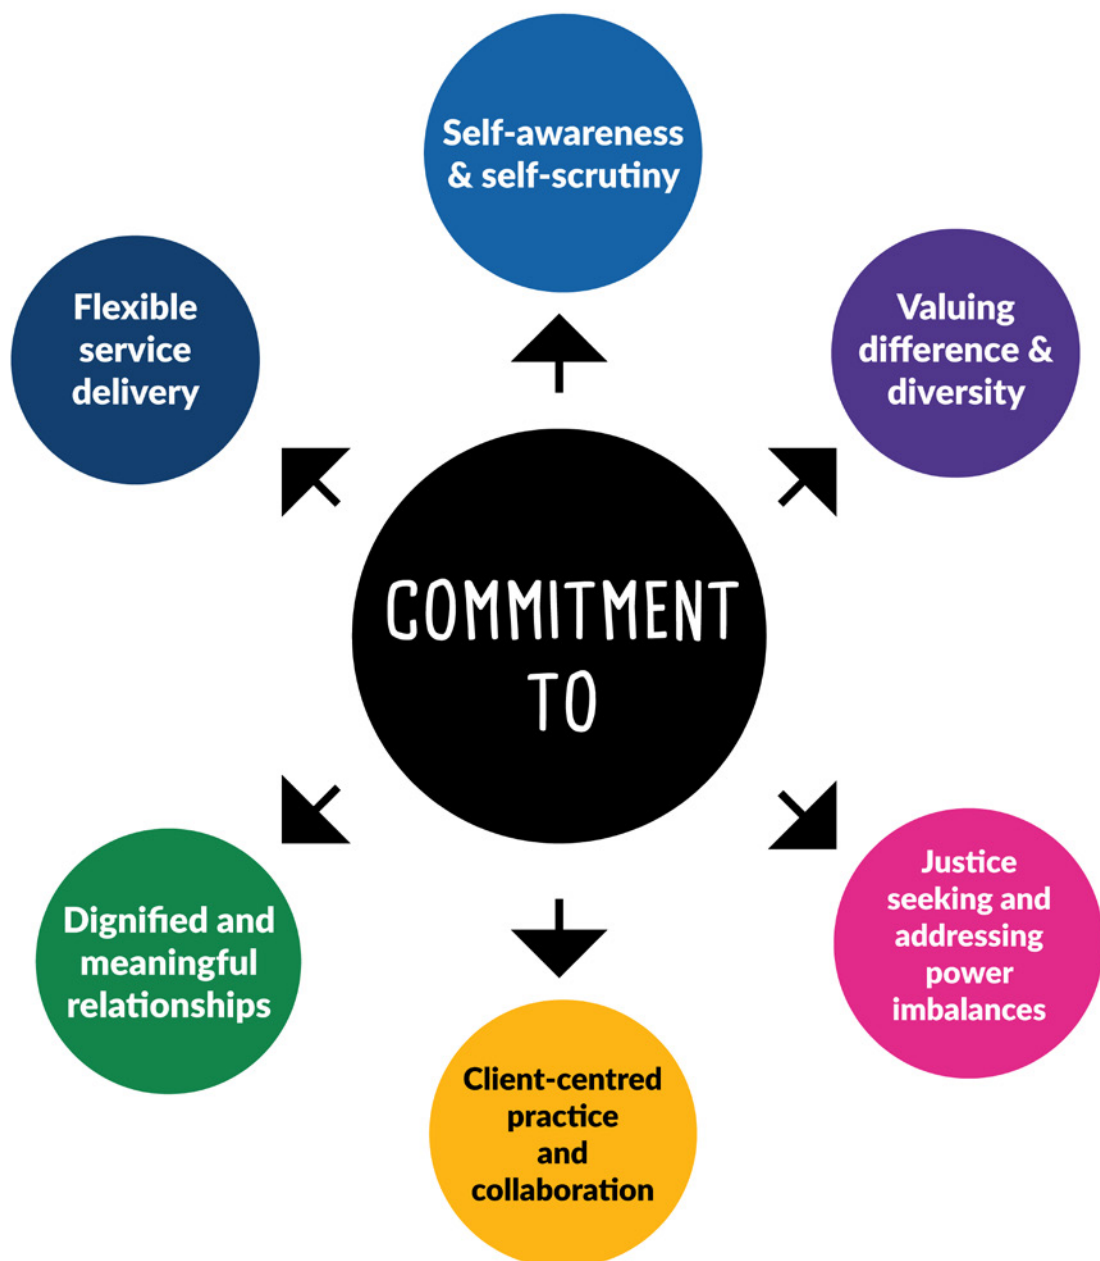 Self-awareness
& self-scrutiny
Flexible
service
delivery
Valuing
difference &
diversity
COMMITMENT
TO
Dignified and
meaningful
relationships
Justice
seeking and
addressing
power
imbalances
Client-centred
practice
and
collaboration